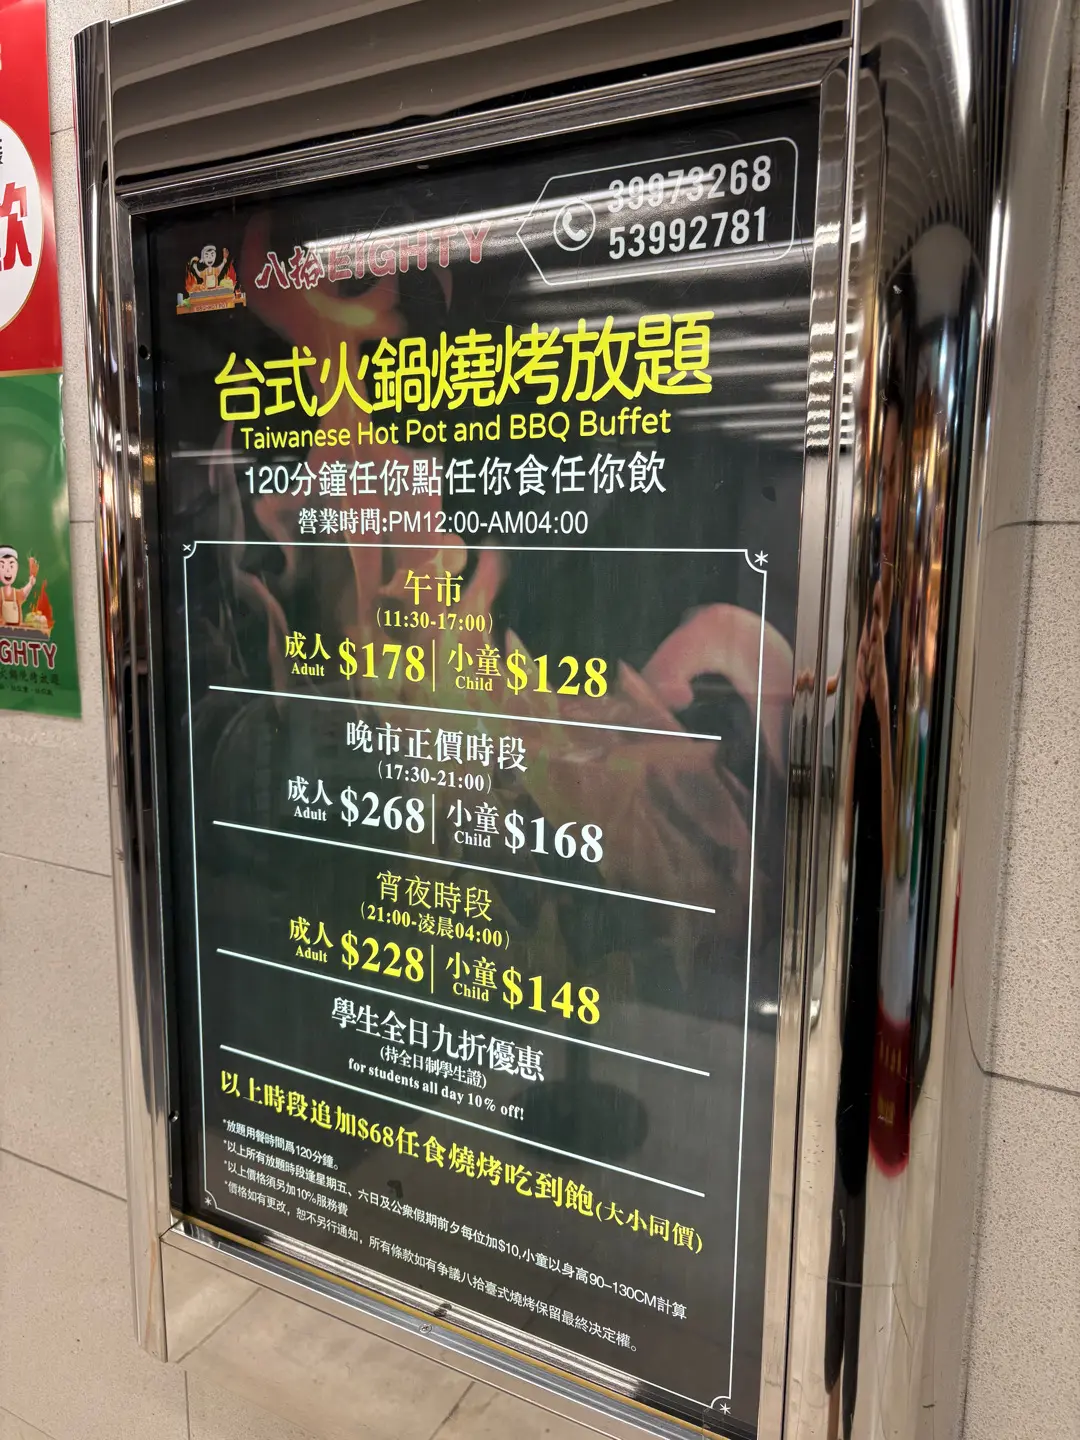 飲
GHTY
八拾EIGHTY
39973268
53992781
台式火鍋燒烤放題
Taiwanese Hot Pot and BBQ Buffet
120分鐘任你點任你食任你飲
營業時間:PM12:00-AM04:00
午市
(11:30-17:00)
成人 Adult $178 | 小童 Child $128
晚市正價時段
(17:30-21:00)
成人 Adult $268 | 小童 Child $168
宵夜時段
(21:00-凌晨04:00)
成人 Adult $228 | 小童 Child $148
學生全日九折優惠
(持全日制學生證)
for students all day 10% off!
以上時段追加$68任食燒烤吃到飽(大小同價)
*放題用餐時間爲120分鐘。
*以上所有放題時段逢星期五、六日及公衆假期前夕每位加$10,小童以身高90-130CM計算
*以上價格須另加10%服務費
*價格如有更改，恕不另行通知，所有條款如有爭議八拾臺式燒烤保留最終決定權。